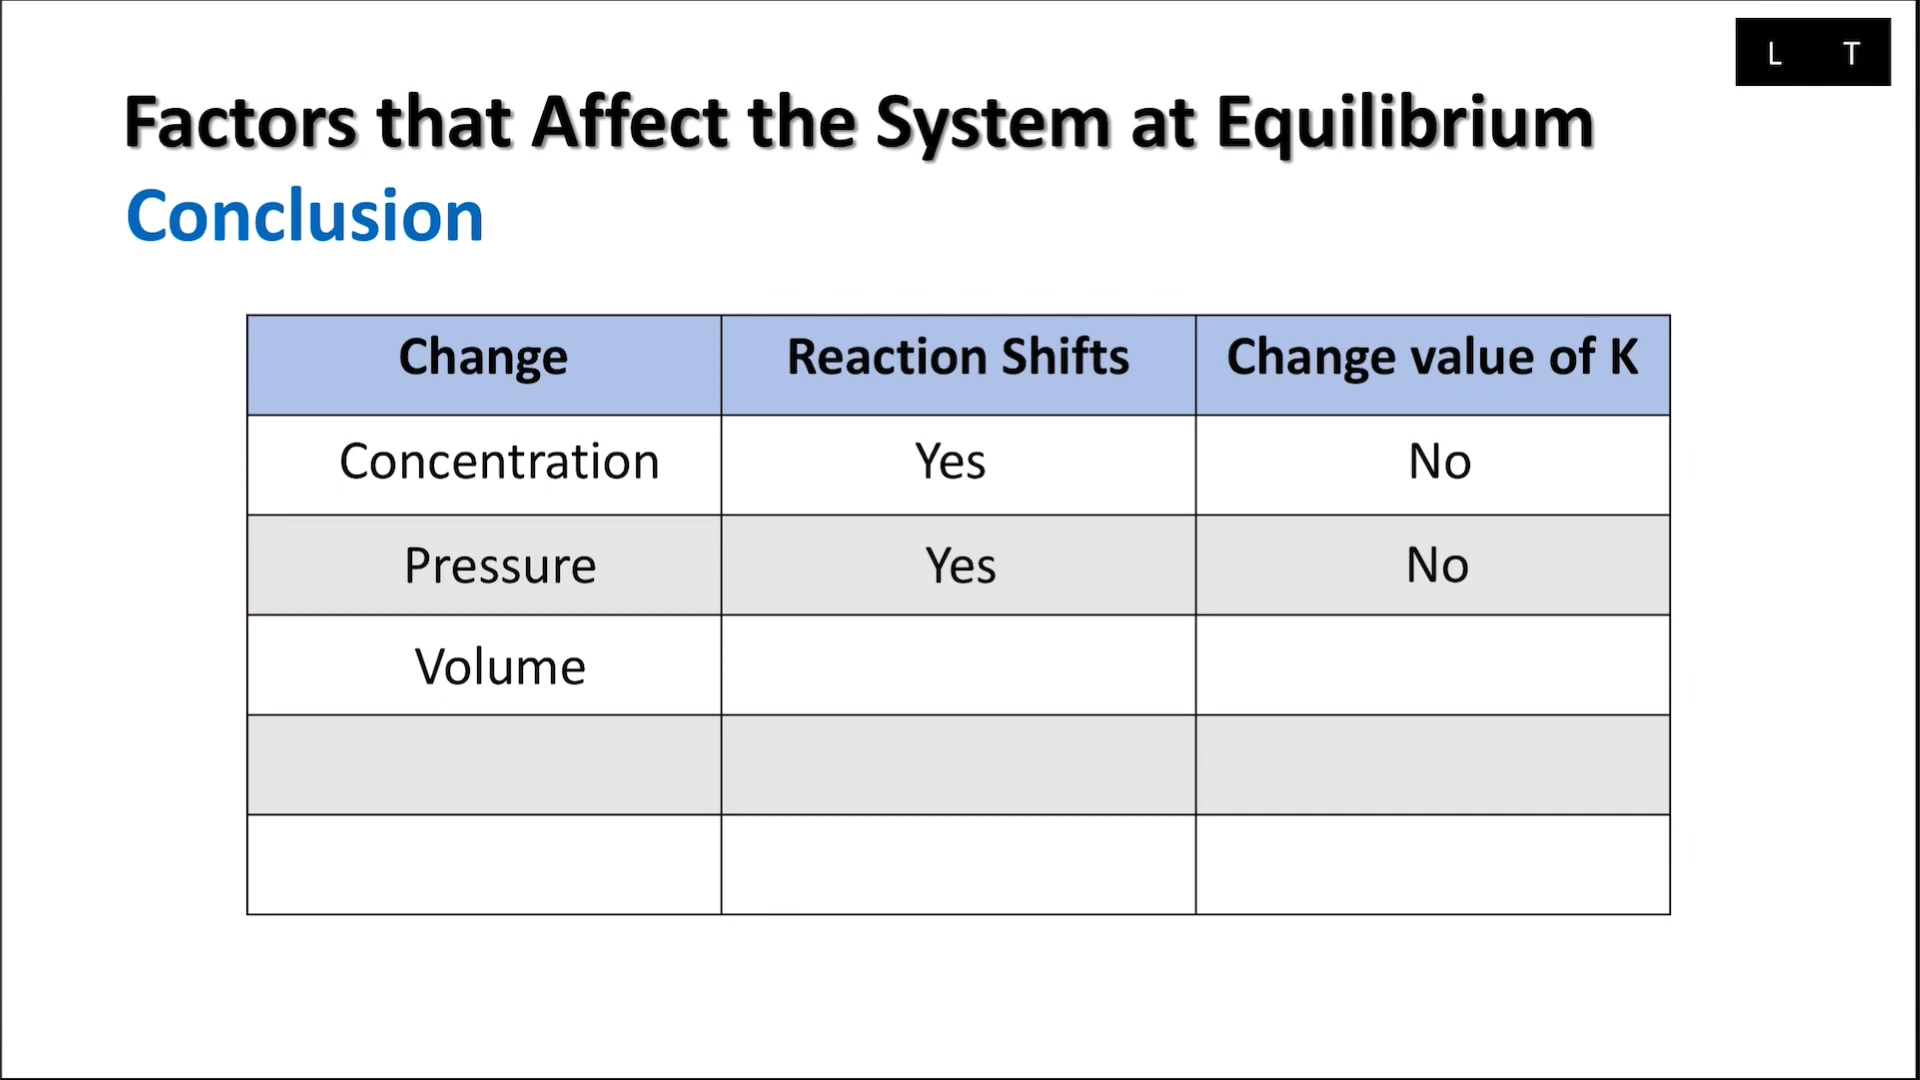 L T
Factors that Affect the System at Equilibrium
Conclusion
Change Reaction Shifts Change value of K
Concentration Yes No
Pressure Yes No
Volume